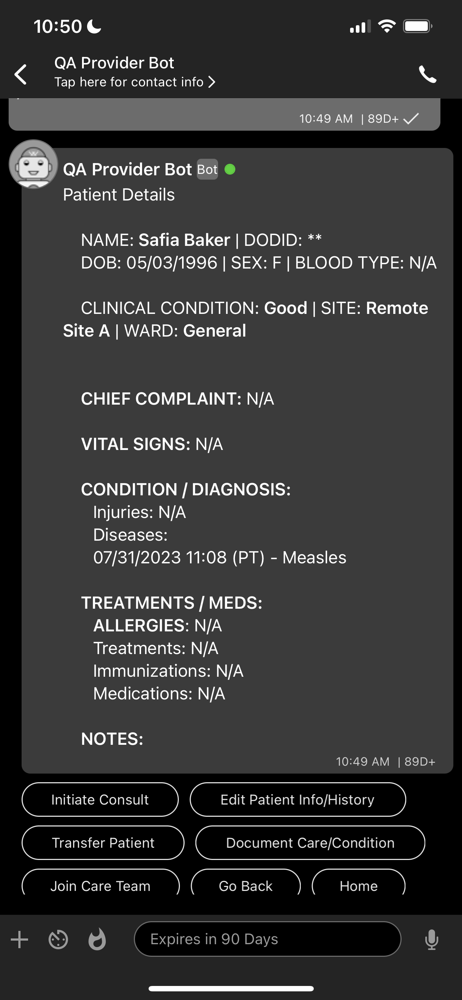 10:50
QA Provider Bot
Tap here for contact info >
10:49 AM | 89D+
QA Provider Bot Bot
Patient Details
NAME: Safia Baker | DODID: **
DOB: 05/03/1996 | SEX: F | BLOOD TYPE: N/A
CLINICAL CONDITION: Good | SITE: Remote
Site A | WARD: General
CHIEF COMPLAINT: N/A
VITAL SIGNS: N/A
CONDITION / DIAGNOSIS:
Injuries: N/A
Diseases:
07/31/2023 11:08 (PT) - Measles
TREATMENTS / MEDS:
ALLERGIES: N/A
Treatments: N/A
Immunizations: N/A
Medications: N/A
NOTES:
10:49 AM | 89D+
Initiate Consult Edit Patient Info/History
Transfer Patient Document Care/Condition
Join Care Team Go Back Home
Expires in 90 Days